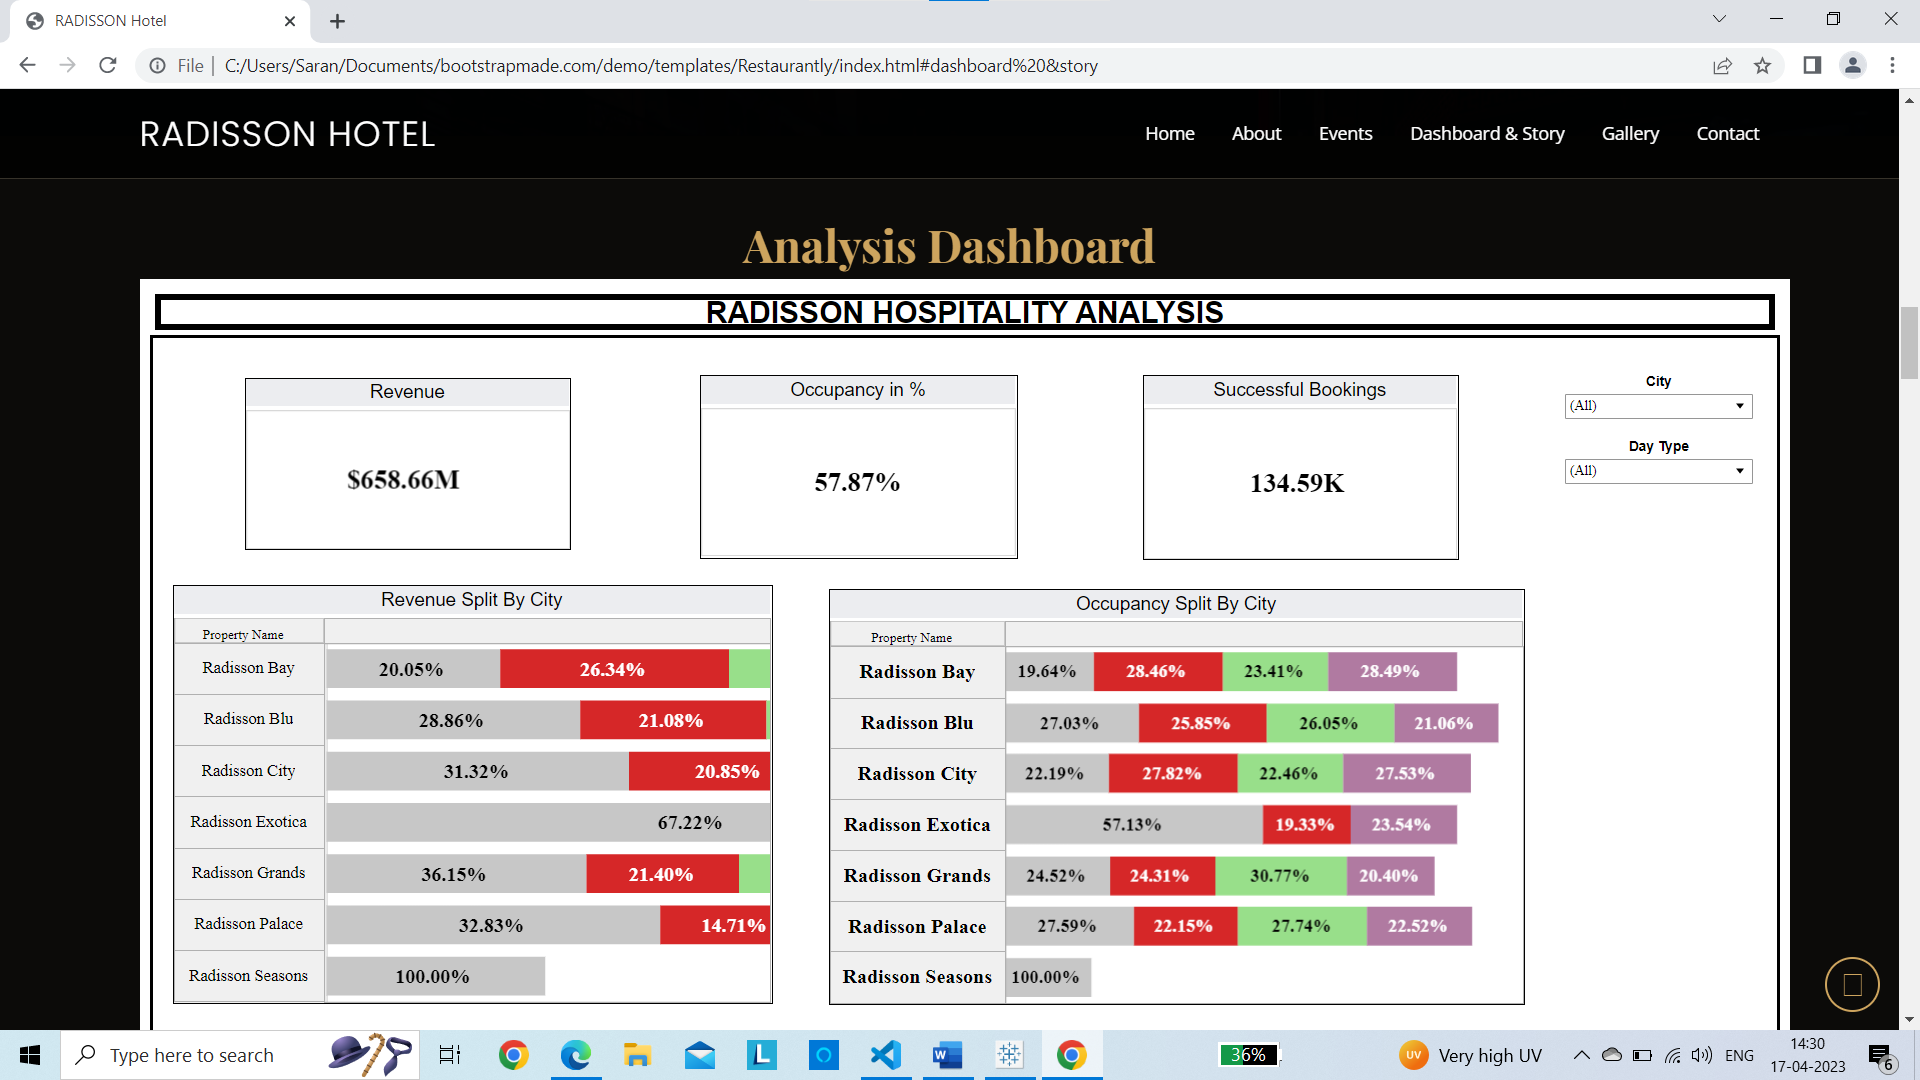 RADISSON Hotel
File | C:/Users/Saran/Documents/bootstrapmade.com/demo/templates/Restaurantly/index.html#dashboard%20&story
RADISSON HOTEL
Home About Events Dashboard & Story Gallery Contact
Analysis Dashboard
RADISSON HOSPITALITY ANALYSIS
Revenue
$658.66M
Occupancy in %
57.87%
Successful Bookings
134.59K
City
(All)
Day Type
(All)
Revenue Split By City
Property Name
Radisson Bay 20.05% 26.34%
Radisson Blu 28.86% 21.08%
Radisson City 31.32% 20.85%
Radisson Exotica 67.22%
Radisson Grands 36.15% 21.40%
Radisson Palace 32.83% 14.71%
Radisson Seasons 100.00%
Occupancy Split By City
Property Name
Radisson Bay 19.64% 28.46% 23.41% 28.49%
Radisson Blu 27.03% 25.85% 26.05% 21.06%
Radisson City 22.19% 27.82% 22.46% 27.53%
Radisson Exotica 57.13% 19.33% 23.54%
Radisson Grands 24.52% 24.31% 30.77% 20.40%
Radisson Palace 27.59% 22.15% 27.74% 22.52%
Radisson Seasons 100.00%
Type here to search
L
W
36%
UV Very high UV
ENG
14:30
17-04-2023
6